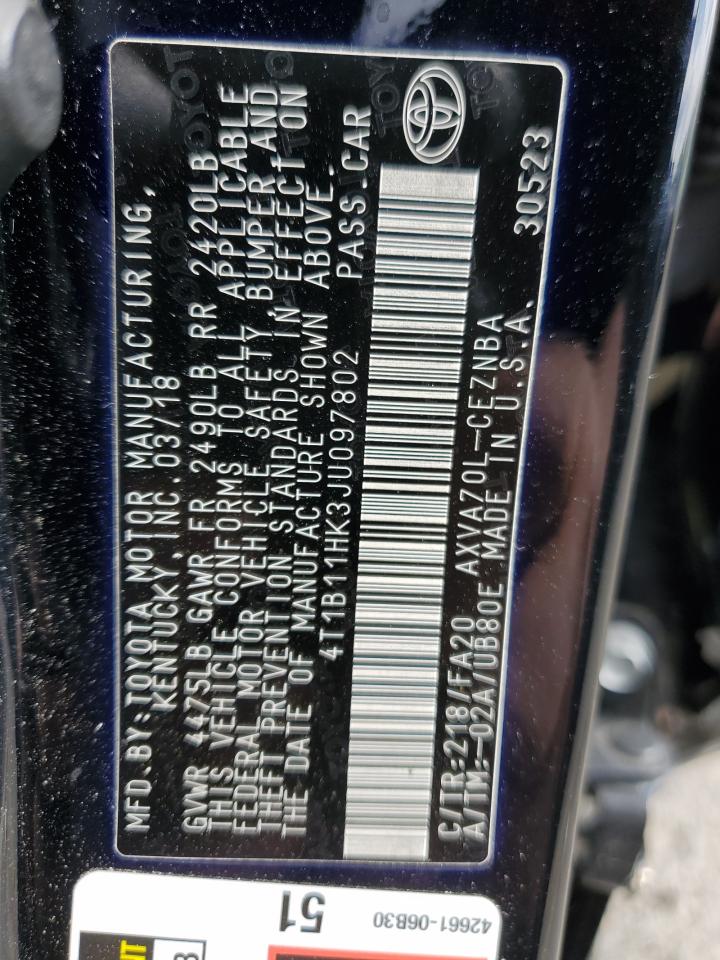 MFD.BY:TOYOTA MOTOR MANUFACTURING,
KENTUCKY,INC.03/18
GVWR 4475LB GAWR FR 2490LB RR 2420LB
THIS VEHICLE CONFORMS TO ALL APPLICABLE
FEDERAL MOTOR VEHICLE SAFETY,BUMPER AND
THEFT PREVENTION STANDARDS IN EFFECT ON
THE DATE OF MANUFACTURE SHOWN ABOVE.
4T1B11HK3JU097802 PASS.CAR
C/TR:218/FA20 AXVA70L-CEZNBA
A/TM:-02A/UB80E MADE IN U.S.A. 30523
51
42661-06B30